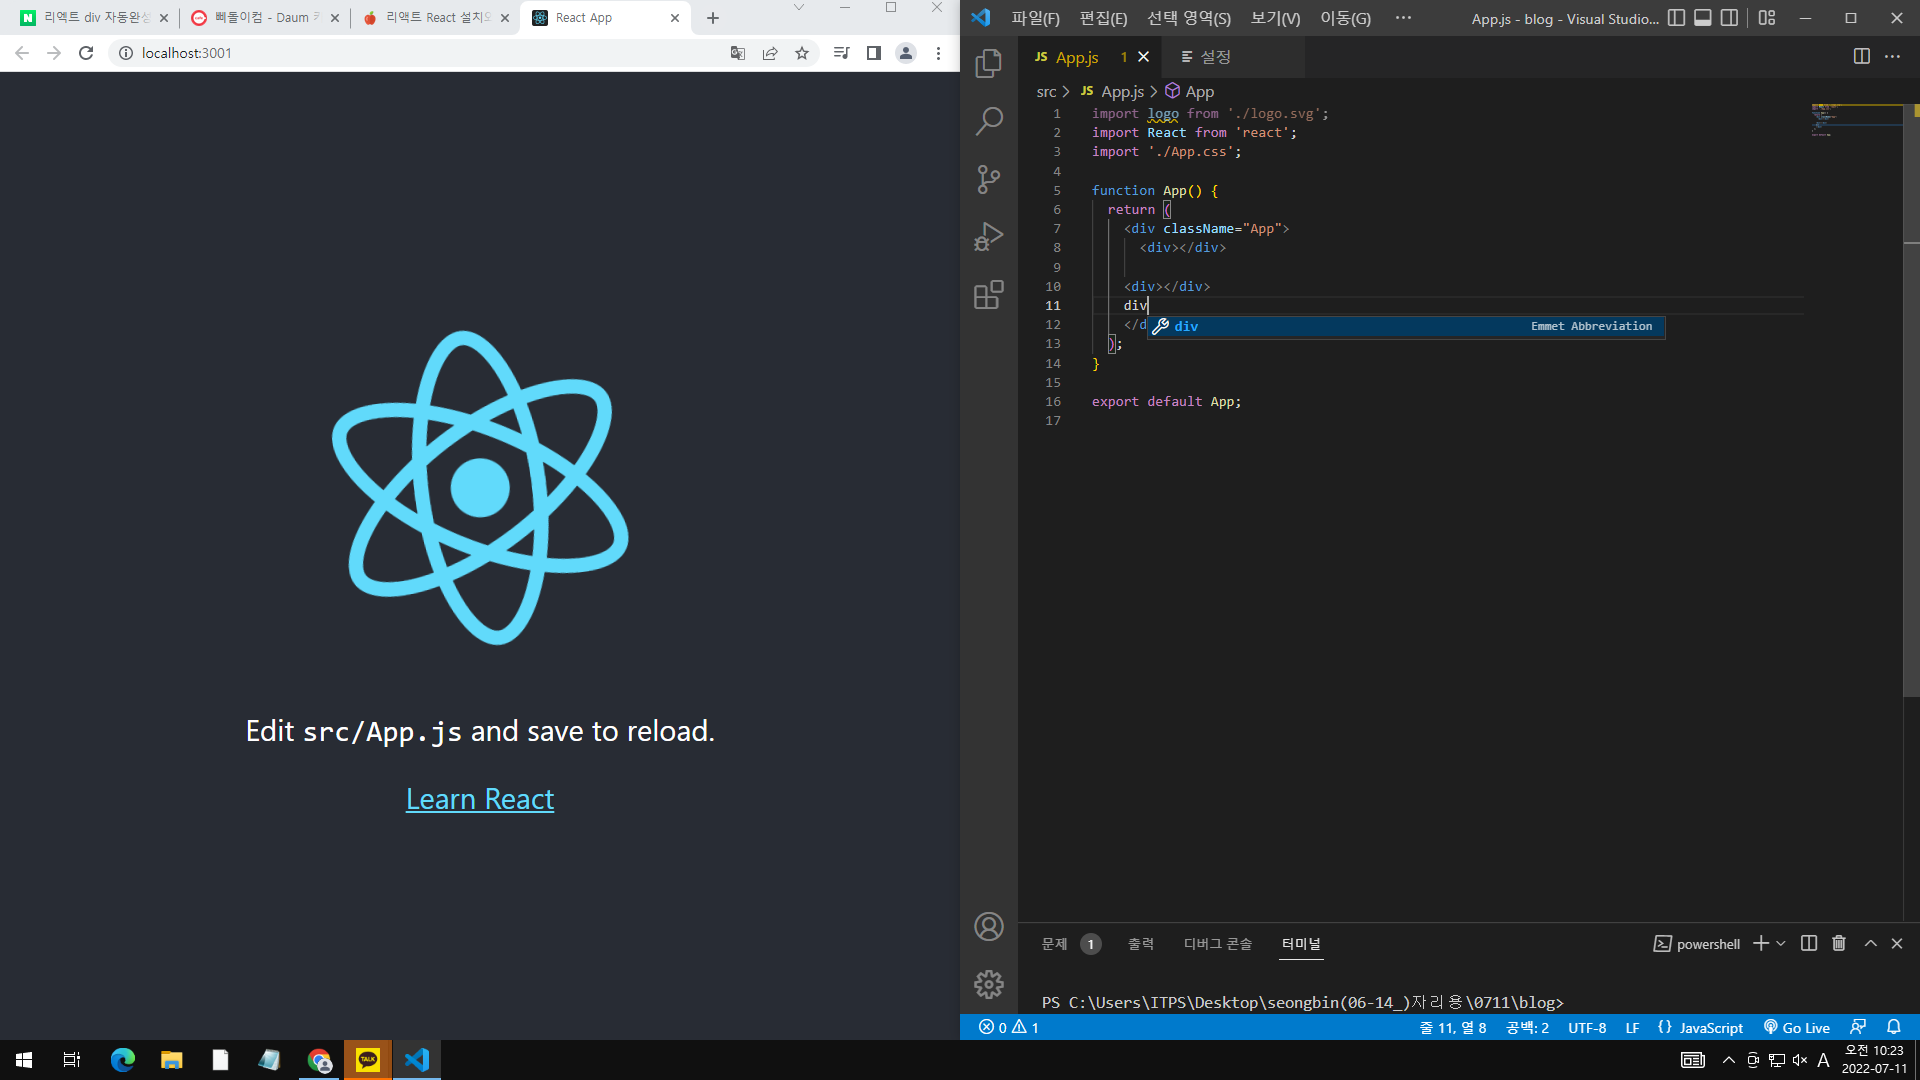 리엑트 div 자동완성
삐돌이컴 - Daum 카
리액트 React 설치오
React App
localhost:3001
Edit src/App.js and save to reload.
Learn React
파일(F) 편집(E) 선택 영역(S) 보기(V) 이동(G) ··· App.js - blog - Visual Studio...
JS App.js 1 설정
src > JS App.js > App
1 import logo from './logo.svg';
2 import React from 'react';
3 import './App.css';
4
5 function App() {
6 return (
7 <div className="App">
8 <div></div>
9
10 <div></div>
11 div
12 </d
div Emmet Abbreviation
13 );
14 }
15
16 export default App;
17
문제 1 출력 디버그 콘솔 터미널 powershell
PS C:\Users\ITPS\Desktop\seongbin(06-14_)자리용\0711\blog>
0 1 줄 11, 열 8 공백: 2 UTF-8 LF {} JavaScript Go Live
TALK
A 오전 10:23
2022-07-11